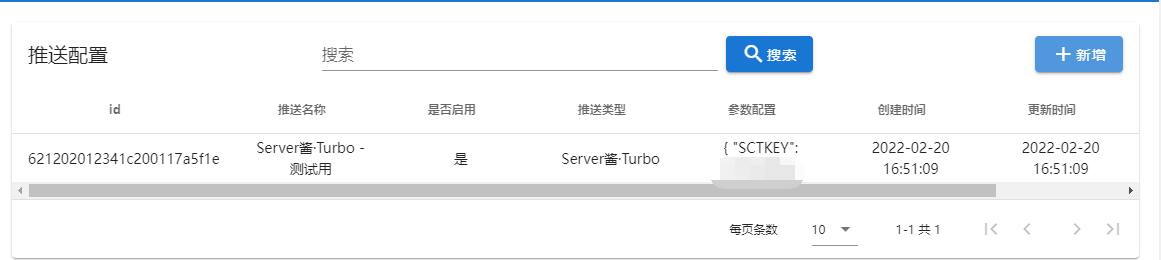 推送配置 搜索 搜索 新增
id 推送名称 是否启用 推送类型 参数配置 创建时间 更新时间
621202012341c200117a5f1e Server酱·Turbo - 是 Server酱·Turbo { "SCTKEY": 2022-02-20 2022-02-20
测试用 16:51:09 16:51:09
每页条数 10 1-1 共 1